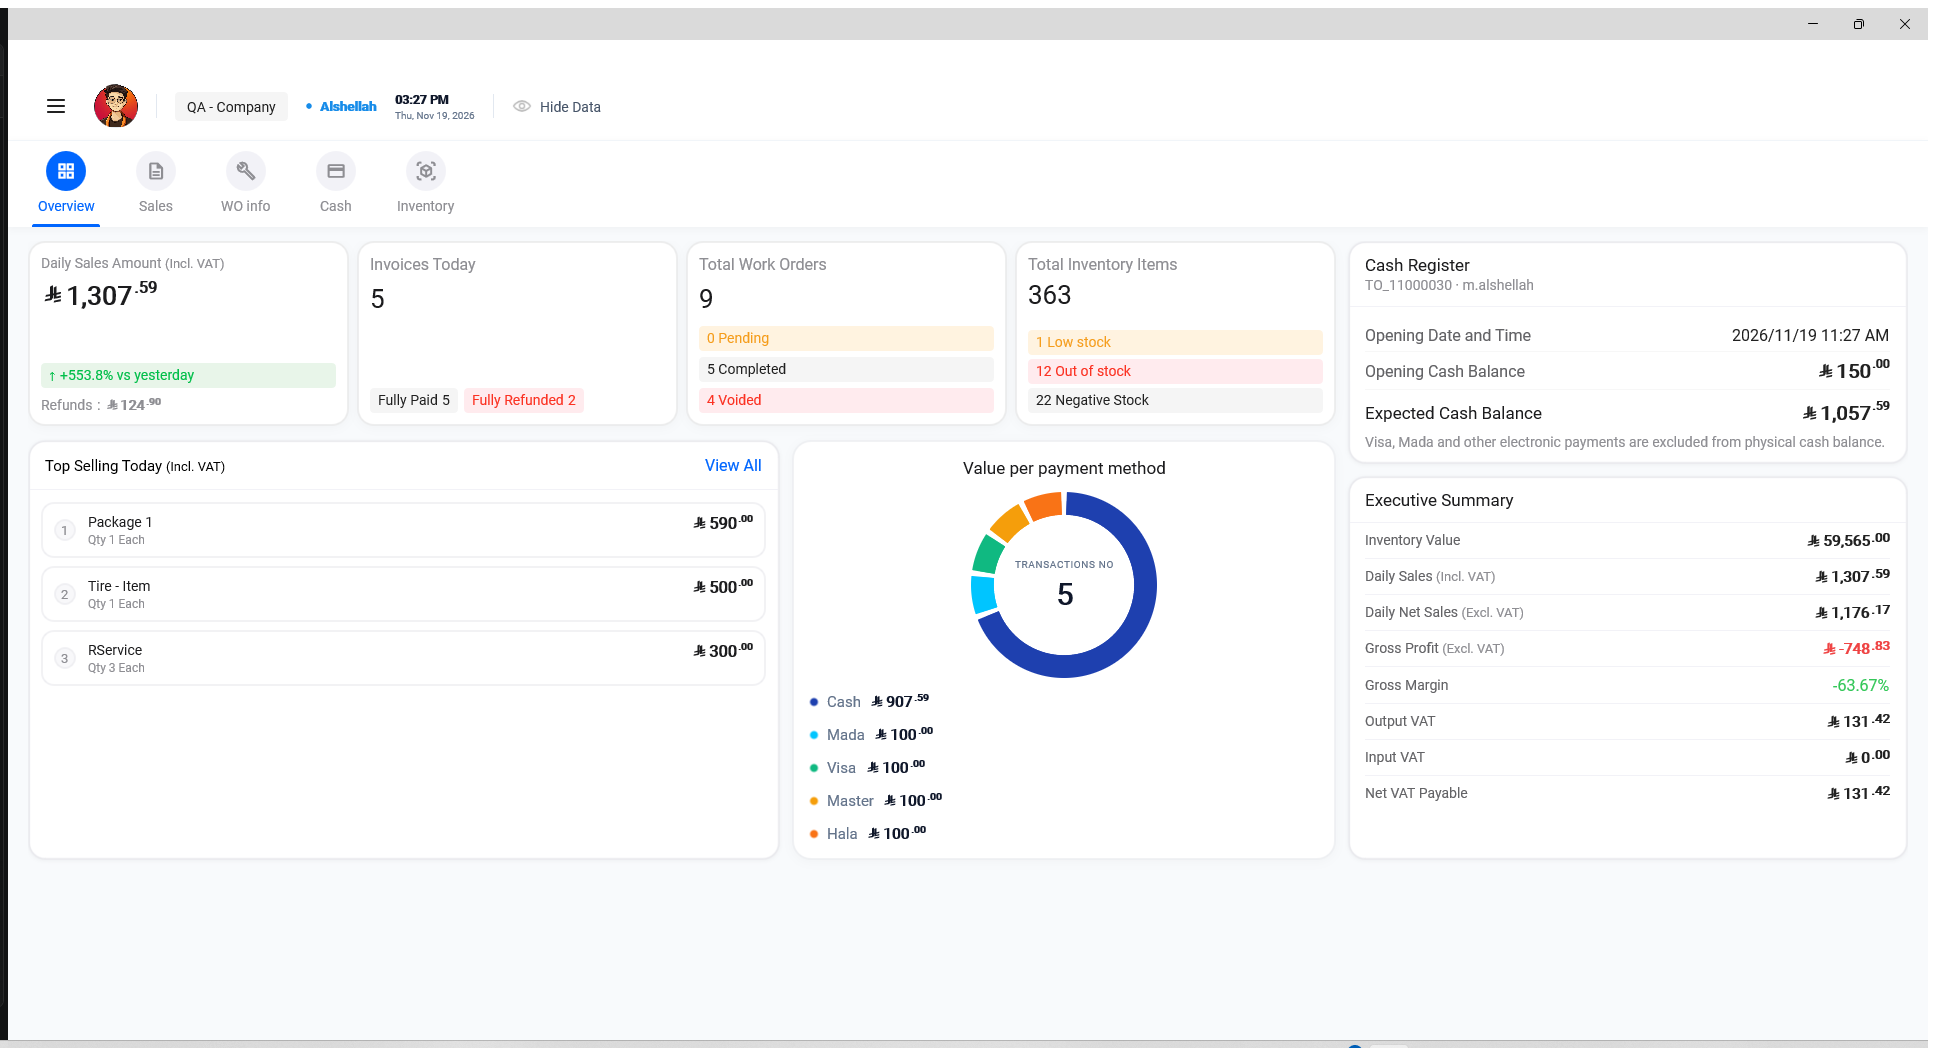 QA - Company
Alshellah
03:27 PM
Thu, Nov 19, 2026
Hide Data
Overview
Sales
WO info
Cash
Inventory
Daily Sales Amount (Incl. VAT)
⃁ 1,307.59
↑ +553.8% vs yesterday
Refunds : ⃁ 124.90
Invoices Today
5
Fully Paid 5
Fully Refunded 2
Total Work Orders
9
0 Pending
5 Completed
4 Voided
Total Inventory Items
363
1 Low stock
12 Out of stock
22 Negative Stock
Cash Register
TO_11000030 · m.alshellah
Opening Date and Time 2026/11/19 11:27 AM
Opening Cash Balance ⃁ 150.00
Expected Cash Balance ⃁ 1,057.59
Visa, Mada and other electronic payments are excluded from physical cash balance.
Top Selling Today (Incl. VAT) View All
1 Package 1 ⃁ 590.00
Qty 1 Each
2 Tire - Item ⃁ 500.00
Qty 1 Each
3 RService ⃁ 300.00
Qty 3 Each
Value per payment method
TRANSACTIONS NO
5
Cash ⃁ 907.59
Mada ⃁ 100.00
Visa ⃁ 100.00
Master ⃁ 100.00
Hala ⃁ 100.00
Executive Summary
Inventory Value ⃁ 59,565.00
Daily Sales (Incl. VAT) ⃁ 1,307.59
Daily Net Sales (Excl. VAT) ⃁ 1,176.17
Gross Profit (Excl. VAT) ⃁ -748.83
Gross Margin -63.67%
Output VAT ⃁ 131.42
Input VAT ⃁ 0.00
Net VAT Payable ⃁ 131.42